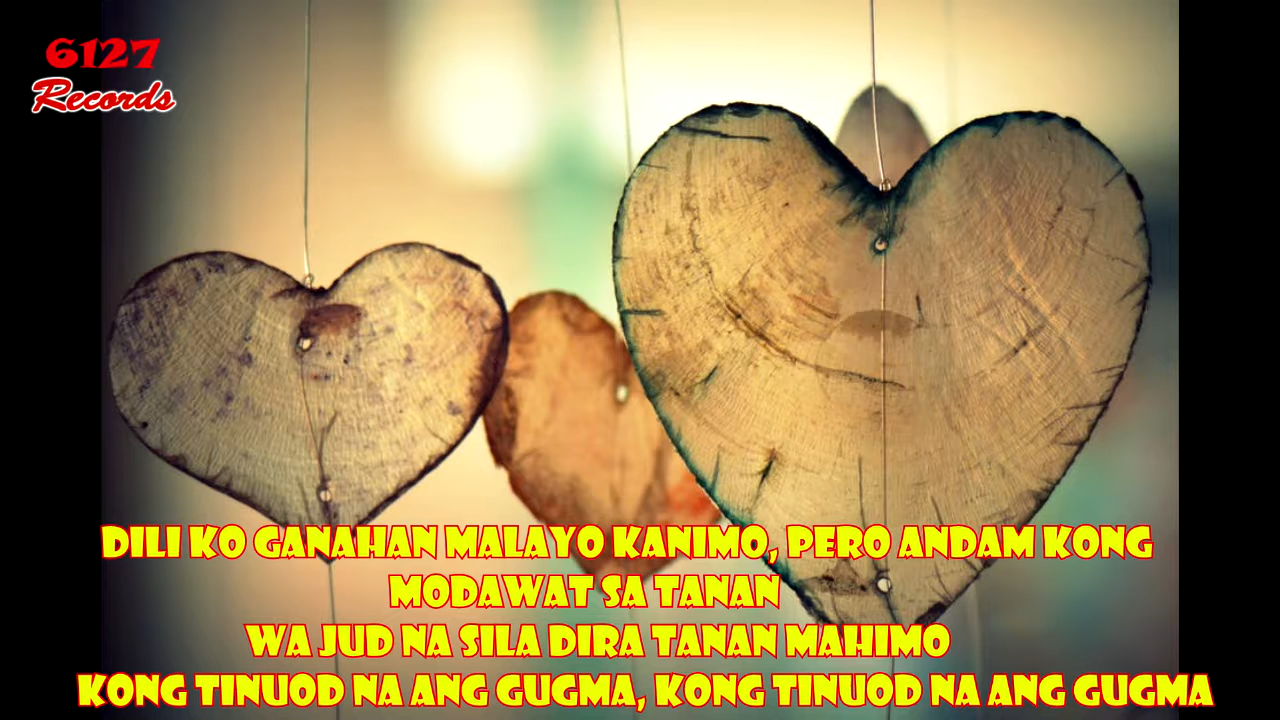 6127
Records
DILI KO GANAHAN MALAYO KANIMO, PERO ANDAM KONG
MODAWAT SA TANAN
WA JUD NA SILA DIRA TANAN MAHIMO
KONG TINUOD NA ANG GUGMA, KONG TINUOD NA ANG GUGMA